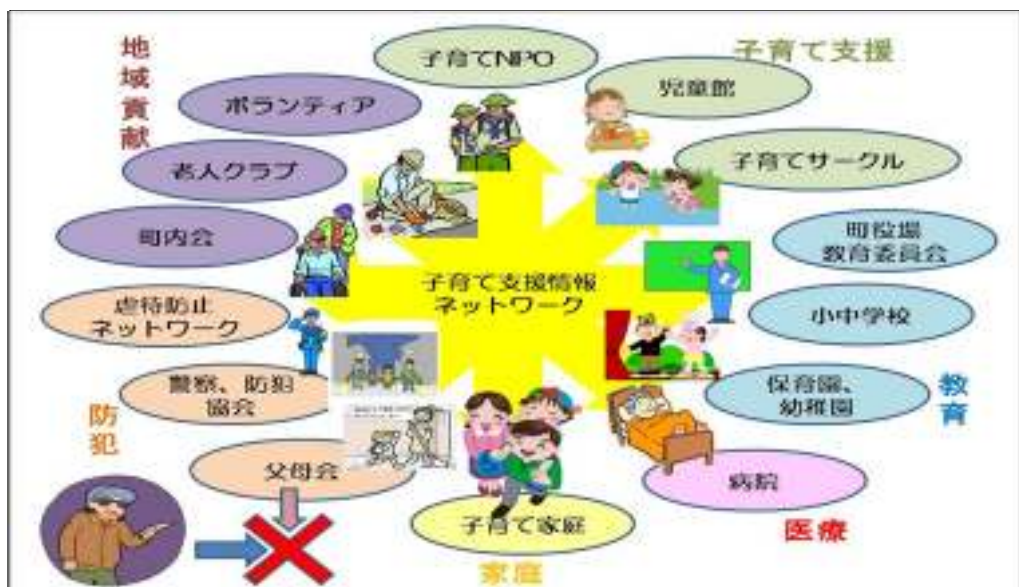 地域貢献
子育て支援
子育てNPO
児童館
ボランティア
子育てサークル
老人クラブ
町内会
町役場
教育委員会
子育て支援情報
ネットワーク
虐待防止
ネットワーク
小中学校
警察、防犯
協会
保育園、
幼稚園
防犯
教育
父母会
病院
子育て家庭
医療
家庭